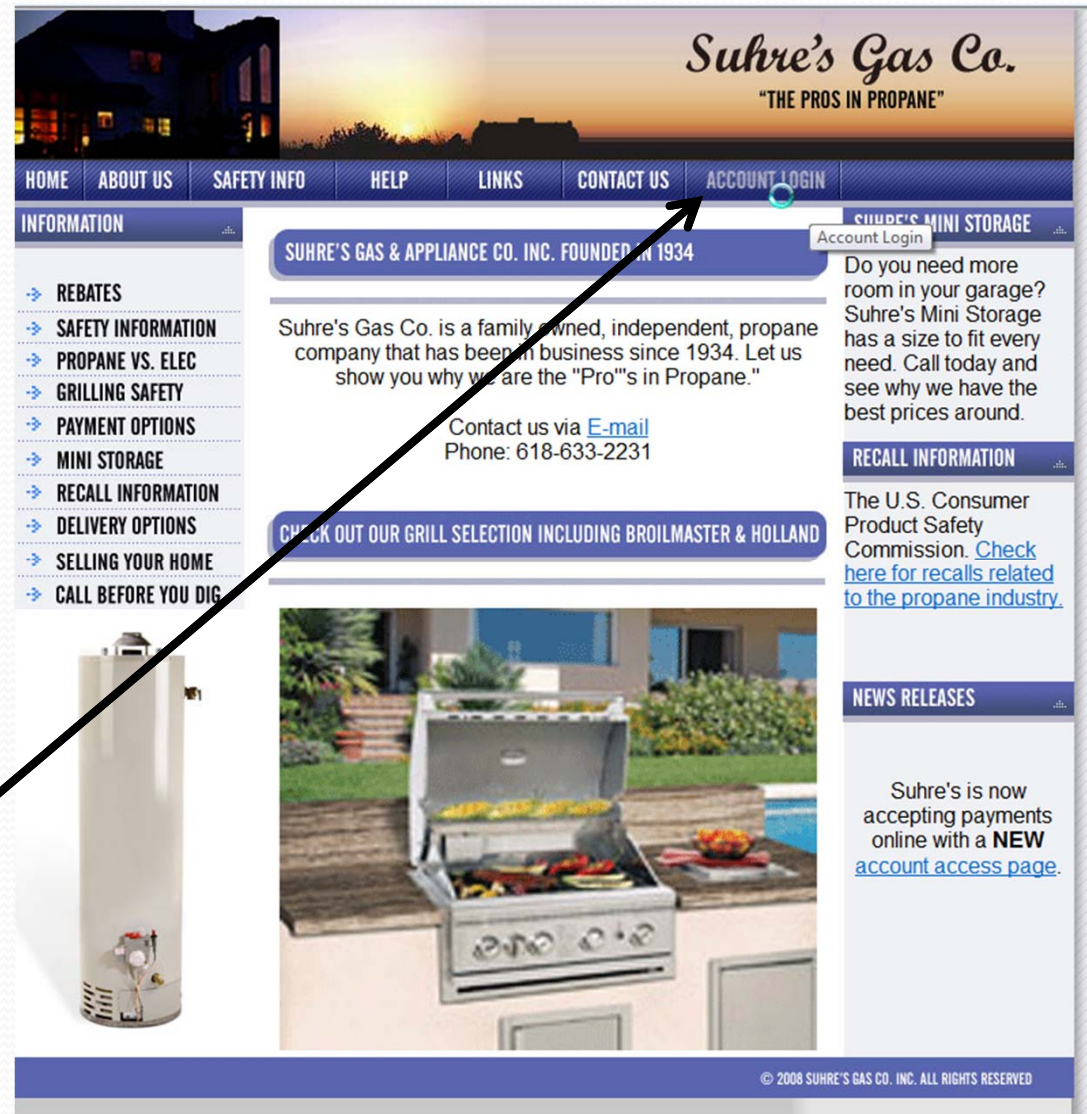 Suhre's Gas Co.
"THE PROS IN PROPANE"
HOME ABOUT US SAFETY INFO HELP LINKS CONTACT US ACCOUNT LOGIN
INFORMATION
REBATES
SAFETY INFORMATION
PROPANE VS. ELEC
GRILLING SAFETY
PAYMENT OPTIONS
MINI STORAGE
RECALL INFORMATION
DELIVERY OPTIONS
SELLING YOUR HOME
CALL BEFORE YOU DIG
SUHRE'S GAS & APPLIANCE CO. INC. FOUNDED IN 1934
Suhre's Gas Co. is a family owned, independent, propane
company that has been in business since 1934. Let us
show you why we are the "Pro"'s in Propane."
Contact us via E-mail
Phone: 618-633-2231
CHECK OUT OUR GRILL SELECTION INCLUDING BROILMASTER & HOLLAND
Account Login
SUHRE'S MINI STORAGE
Do you need more
room in your garage?
Suhre's Mini Storage
has a size to fit every
need. Call today and
see why we have the
best prices around.
RECALL INFORMATION
The U.S. Consumer
Product Safety
Commission. Check
here for recalls related
to the propane industry.
NEWS RELEASES
Suhre's is now
accepting payments
online with a NEW
account access page.
© 2008 SUHRE'S GAS CO. INC. ALL RIGHTS RESERVED